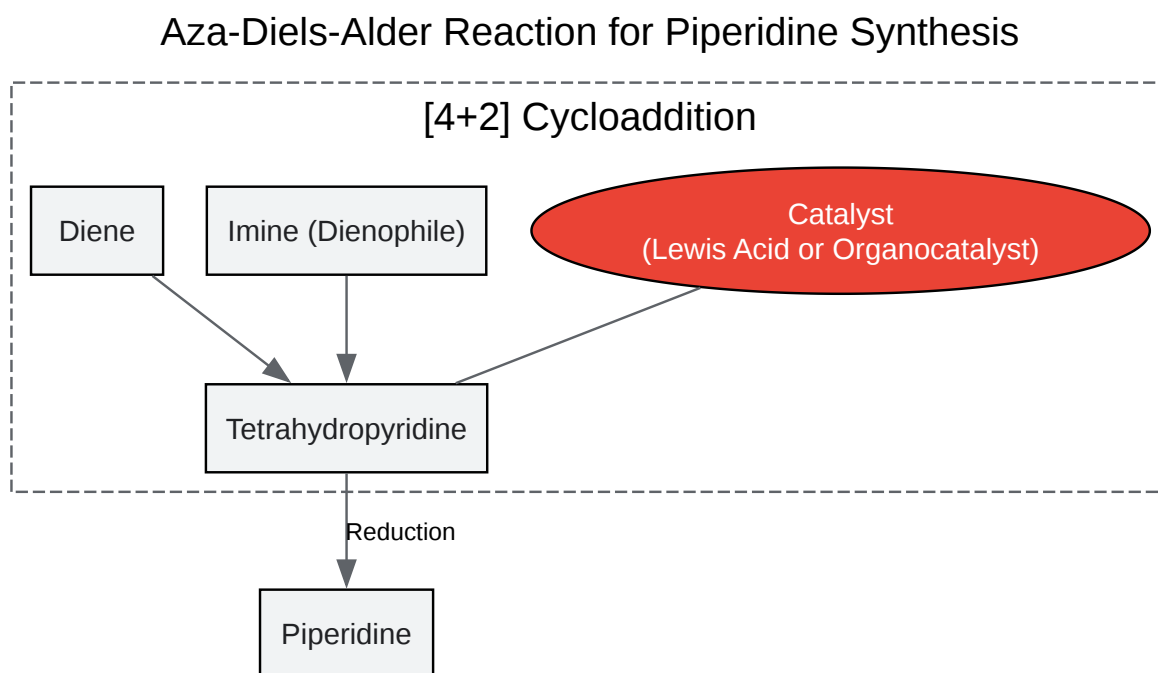 Aza-Diels-Alder Reaction for Piperidine Synthesis
[4+2] Cycloaddition
Diene
Imine (Dienophile)
Catalyst
(Lewis Acid or Organocatalyst)
Tetrahydropyridine
Reduction
Piperidine